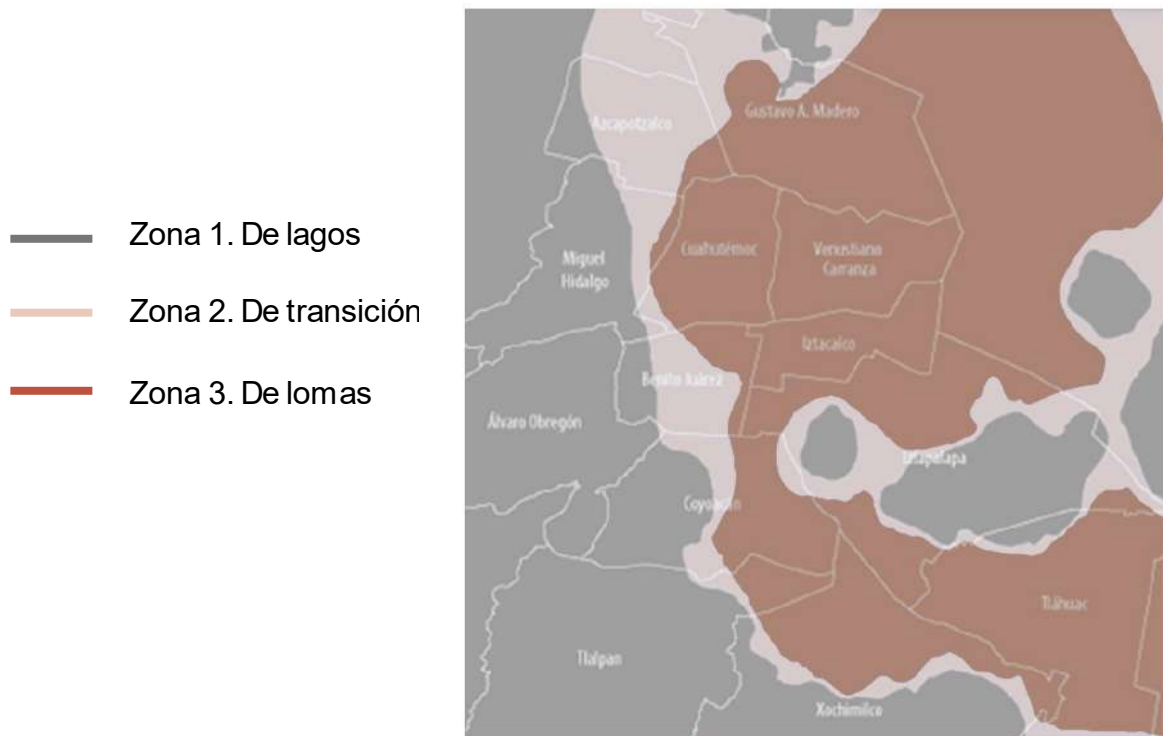 Zona 1. De lagos
Zona 2. De transición
Zona 3. De lomas
Gustavo A. Madero
Azcapotzalco
Cuahutémoc
Venustiano
Carranza
Miguel
Hidalgo
Iztacalco
Benito Juárez
Álvaro Obregón
Iztapalapa
Coyoacán
Tláhuac
Tlalpan
Xochimilco